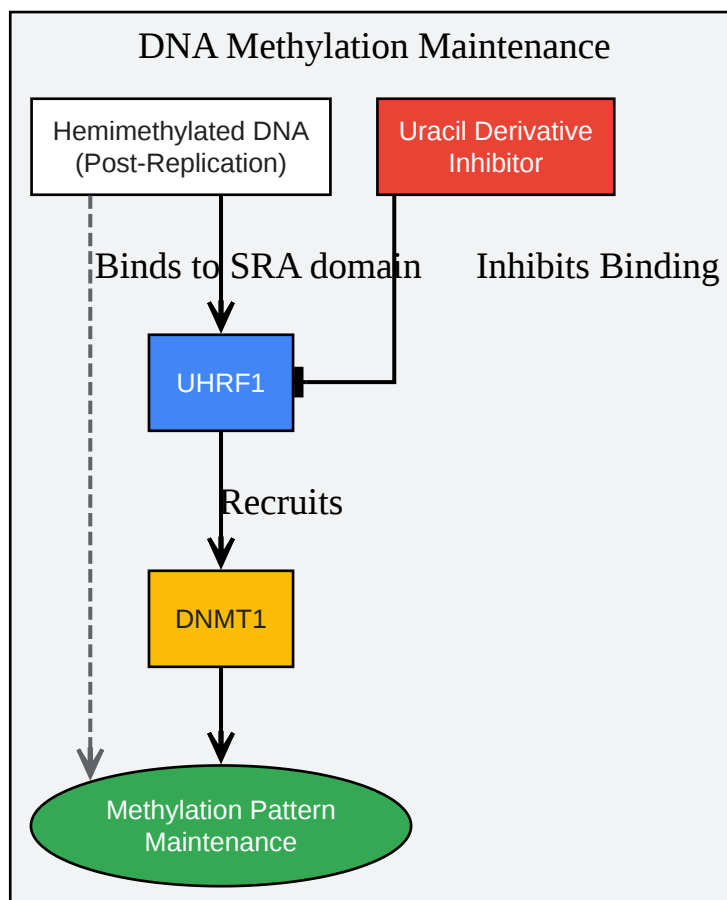 DNA Methylation Maintenance
Hemimethylated DNA
(Post-Replication)
Uracil Derivative
Inhibitor
Binds to SRA domain
Inhibits Binding
UHRF1
Recruits
DNMT1
Methylation Pattern
Maintenance